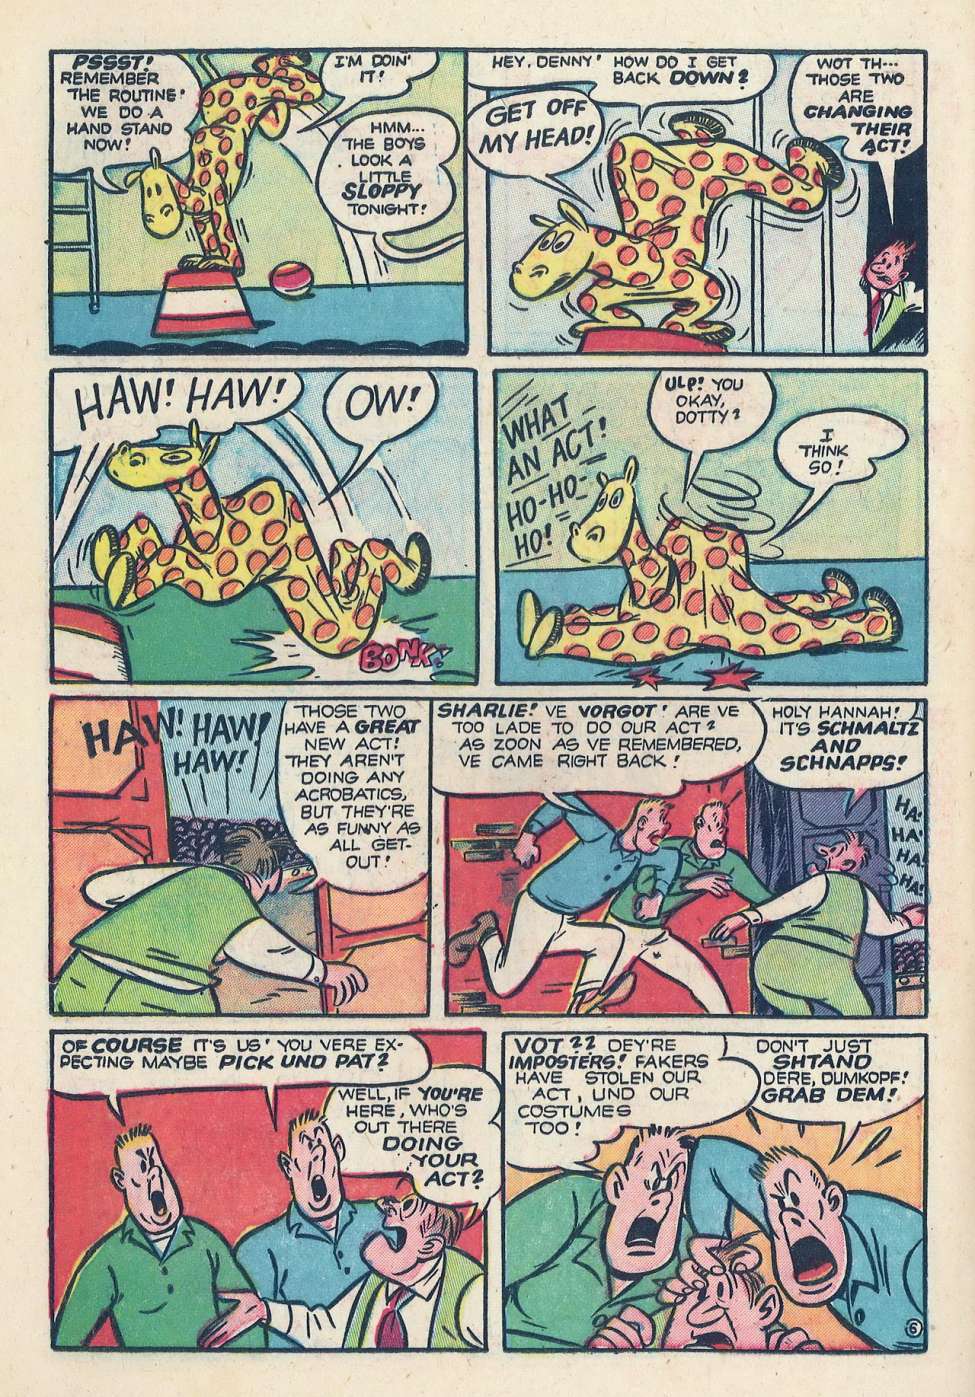 PSSST!
REMEMBER
THE ROUTINE!
WE DO A
HAND STAND
NOW!
I'M DOIN'
IT!
HMM...
THE BOYS
LOOK A
LITTLE
SLOPPY
TONIGHT!
HEY, DENNY! HOW DO I GET
BACK DOWN?
GET OFF
MY HEAD!
WOT TH---
THOSE TWO
ARE
CHANGING
THEIR
ACT!
HAW! HAW!
OW!
BONK!
WHAT
AN ACT!
HO-HO-
HO!
ULP! YOU
OKAY,
DOTTY?
I
THINK
SO!
HAW! HAW!
HAW!
THOSE TWO
HAVE A GREAT
NEW ACT!
THEY AREN'T
DOING ANY
ACROBATICS,
BUT THEY'RE
AS FUNNY AS
ALL GET-
OUT!
SHARLIE! VE VORGOT! ARE VE
TOO LADE TO DO OUR ACT?
AS ZOON AS VE REMEMBERED,
VE CAME RIGHT BACK!
HOLY HANNAH!
IT'S SCHMALTZ
AND
SCHNAPPS!
HA!
HA!
HA!
HA!
OF COURSE IT'S US! YOU VERE EX-
PECTING MAYBE PICK UND PAT?
WELL, IF YOU'RE
HERE, WHO'S
OUT THERE
DOING
YOUR
ACT?
VOT?? DEY'RE
IMPOSTERS! FAKERS
HAVE STOLEN OUR
ACT, UND OUR
COSTUMES
TOO!
DON'T JUST
SHTAND
DERE, DUMKOPF!
GRAB DEM!
6